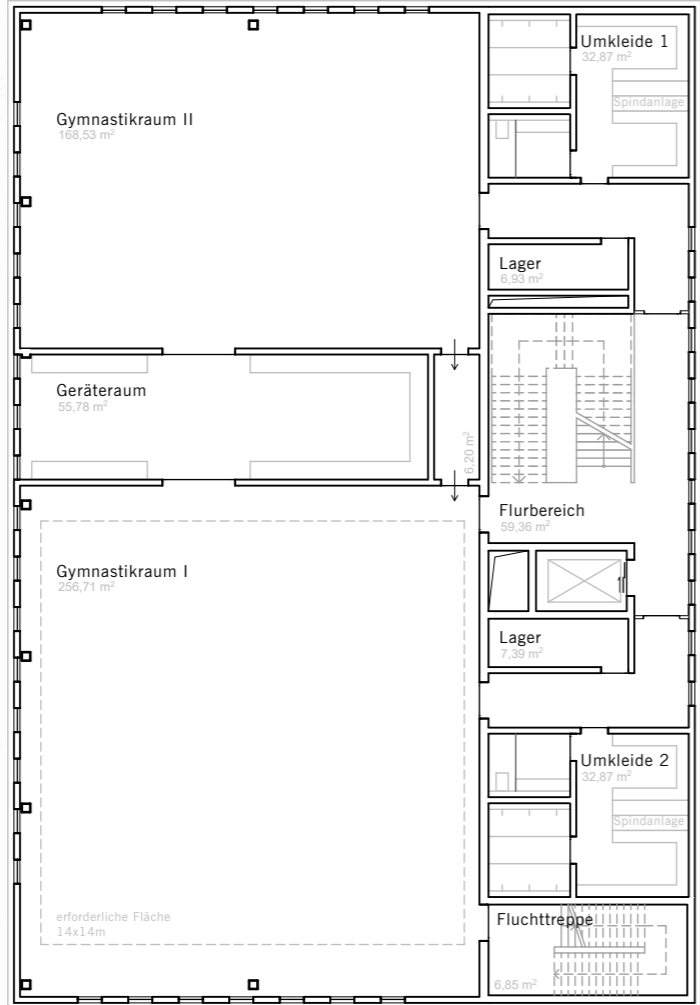 Umkleide 1
32,87 m²
Spindanlage
Gymnastikraum II
168,53 m²
Lager
6,93 m²
Geräteraum
55,78 m²
6,20 m²
Flurbereich
59,36 m²
Gymnastikraum I
256,71 m²
Lager
7,39 m²
Umkleide 2
32,87 m²
Spindanlage
erforderliche Fläche
14x14m
Fluchttreppe
6,85 m²